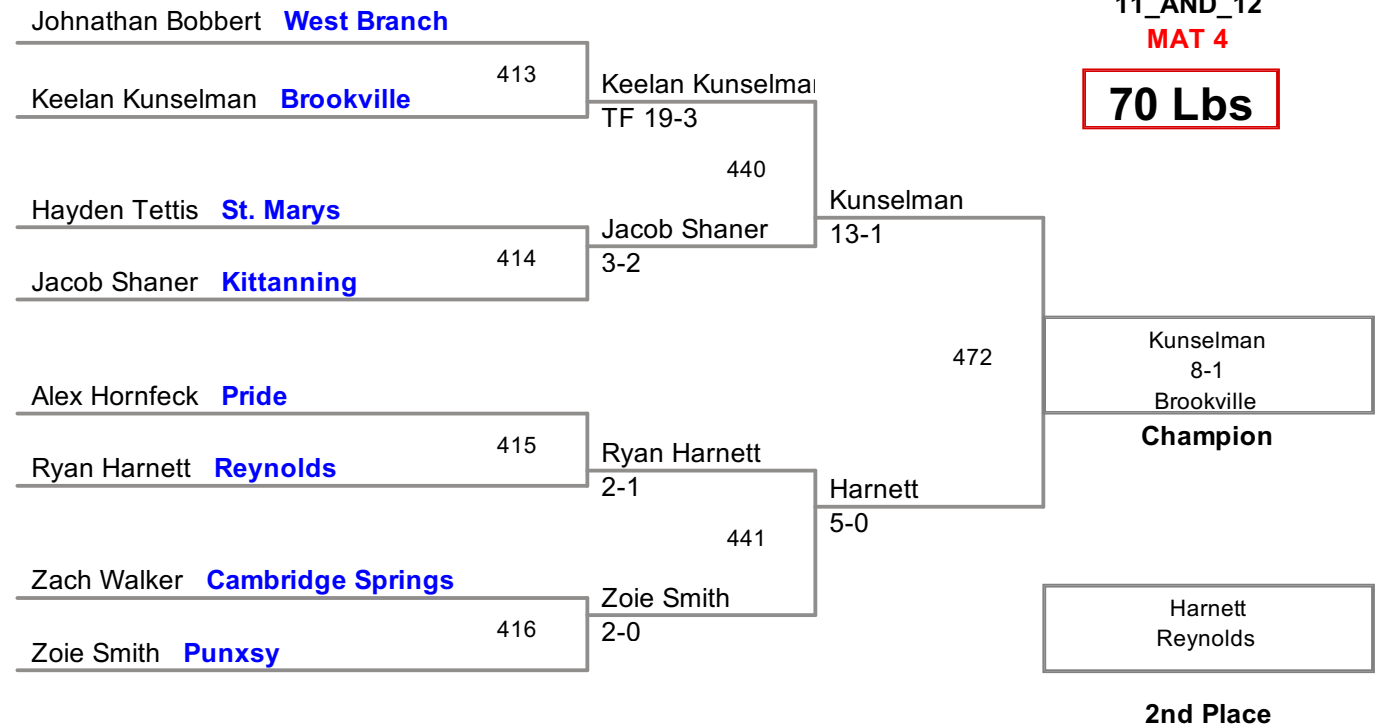 11_AND_12
MAT 4
70 Lbs
Johnathan Bobbert West Branch
413
Keelan Kunselman Brookville
Keelan Kunselma
TF 19-3
440
Hayden Tettis St. Marys
414
Jacob Shaner Kittanning
Jacob Shaner
3-2
Kunselman
13-1
472
Alex Hornfeck Pride
415
Ryan Harnett Reynolds
Ryan Harnett
2-1
441
Zach Walker Cambridge Springs
416
Zoie Smith Punxsy
Zoie Smith
2-0
Harnett
5-0
Kunselman
8-1
Brookville
Champion
Harnett
Reynolds
2nd Place